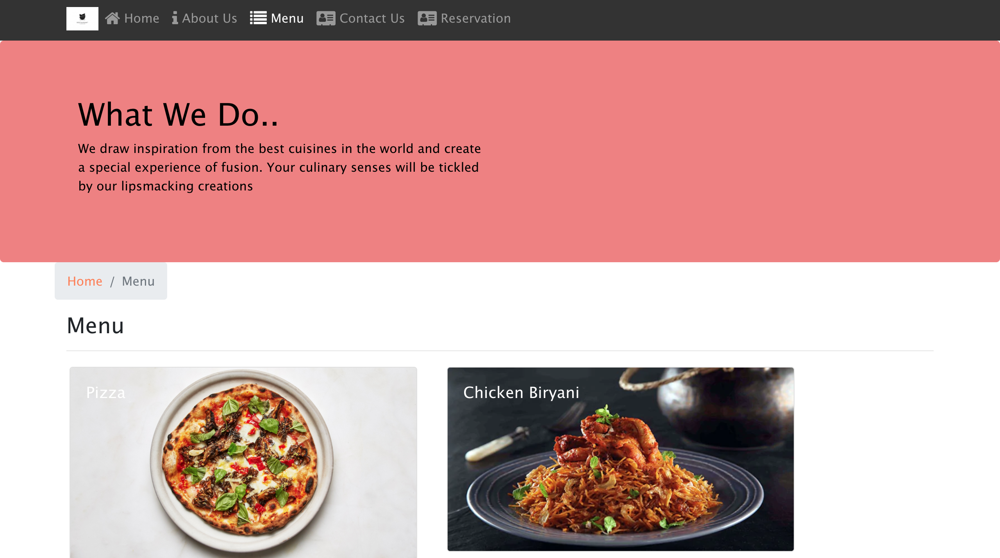 RESTAURANT
Home
About Us
Menu
Contact Us
Reservation
What We Do..
We draw inspiration from the best cuisines in the world and create
a special experience of fusion. Your culinary senses will be tickled
by our lipsmacking creations
Home / Menu
Menu
Pizza
Chicken Biryani